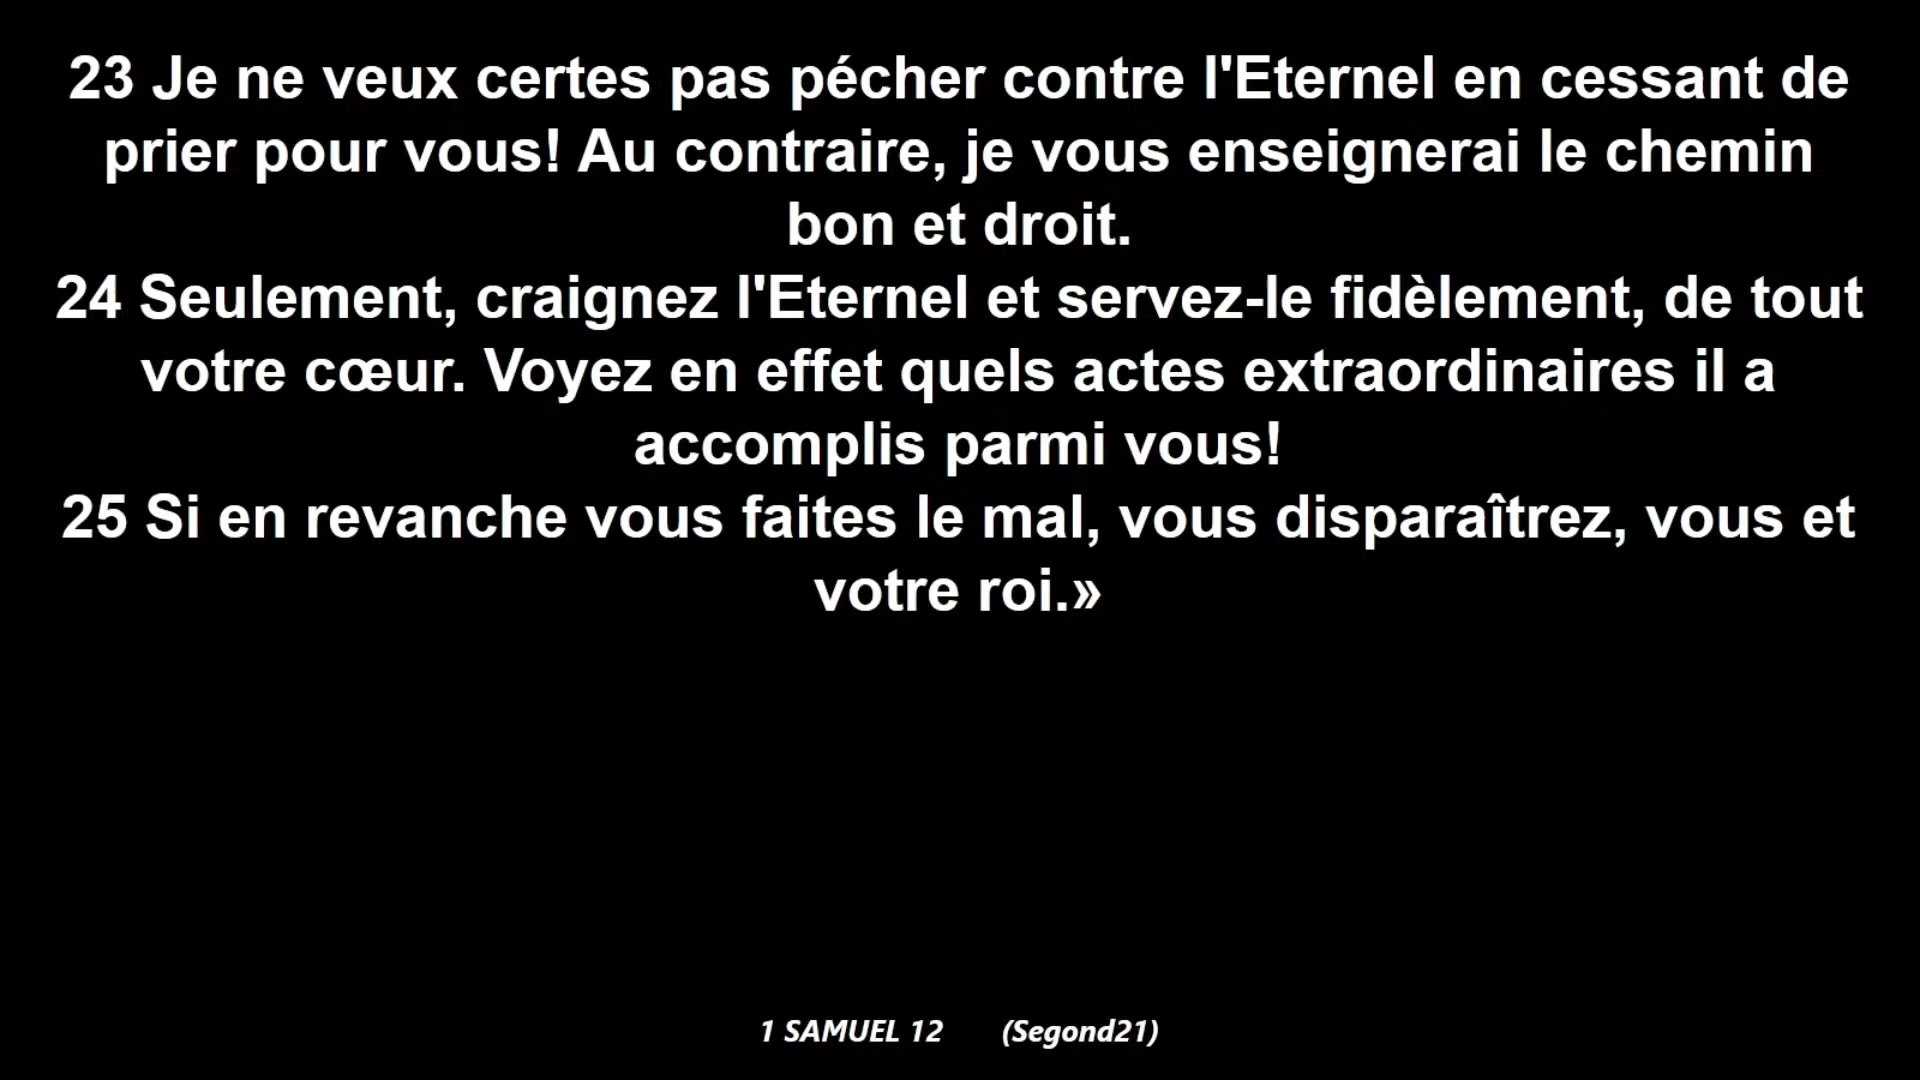 23 Je ne veux certes pas pécher contre l'Eternel en cessant de
prier pour vous! Au contraire, je vous enseignerai le chemin
bon et droit.
24 Seulement, craignez l'Eternel et servez-le fidèlement, de tout
votre cœur. Voyez en effet quels actes extraordinaires il a
accomplis parmi vous!
25 Si en revanche vous faites le mal, vous disparaîtrez, vous et
votre roi.»
1 SAMUEL 12 (Segond21)